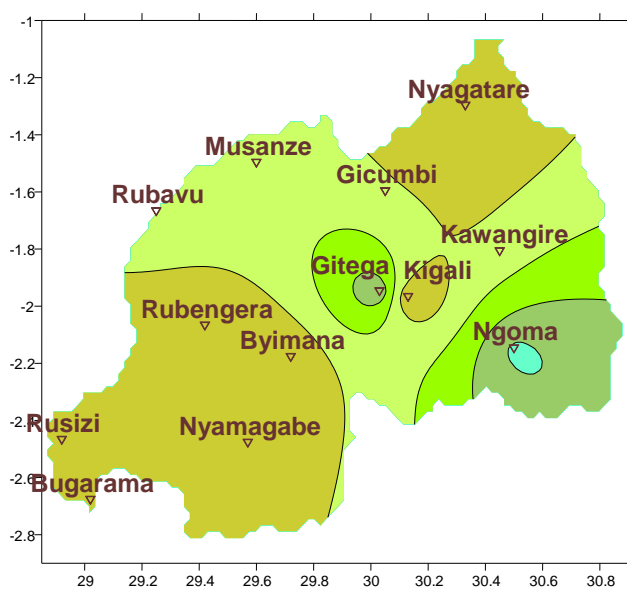 -1
-1.2
Nyagatare
-1.4
Musanze
Gicumbi
-1.6
Rubavu
-1.8
Kawangire
Gitega
Kigali
-2
Rubengera
Ngoma
Byimana
-2.2
-2.4
Rusizi
Nyamagabe
-2.6
Bugarama
-2.8
29
29.2
29.4
29.6
29.8
30
30.2
30.4
30.6
30.8